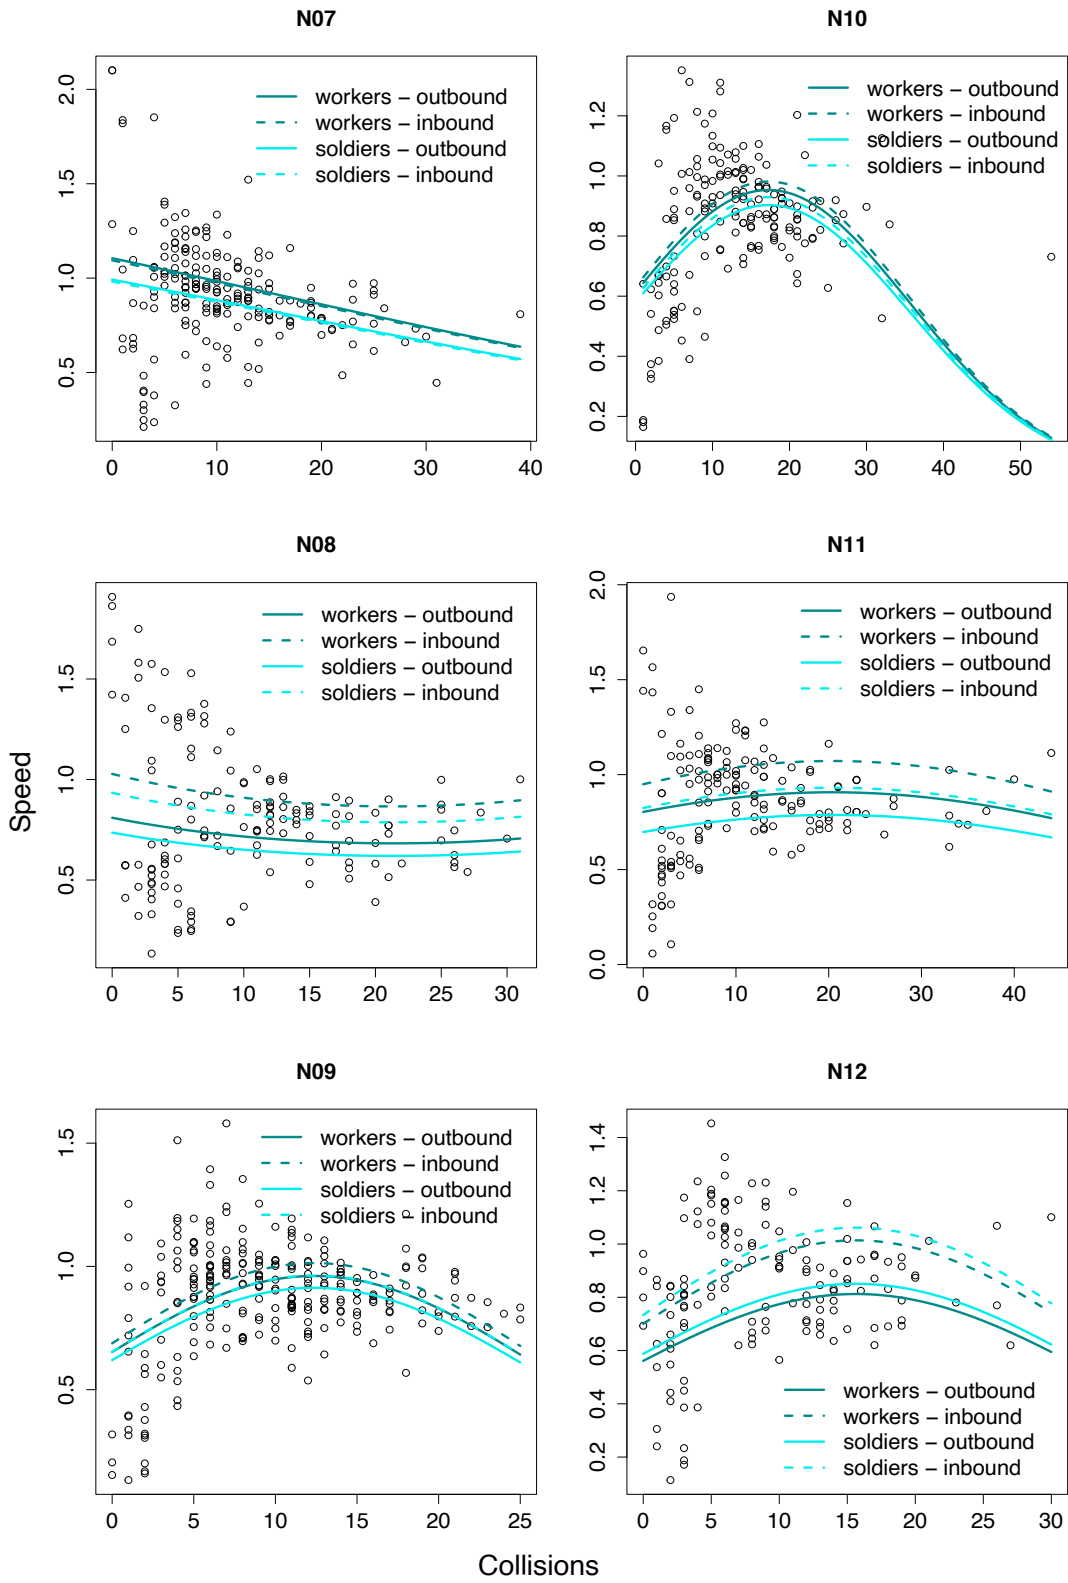 N07
2.0
1.5
1.0
0.5
workers – outbound
workers – inbound
soldiers – outbound
soldiers – inbound
0 10 20 30 40
N10
1.2
1.0
0.8
0.6
0.4
0.2
workers – outbound
workers – inbound
soldiers – outbound
soldiers – inbound
0 10 20 30 40 50
N08
1.5
1.0
0.5
workers – outbound
workers – inbound
soldiers – outbound
soldiers – inbound
0 5 10 15 20 25 30
N11
2.0
1.5
1.0
0.5
0.0
workers – outbound
workers – inbound
soldiers – outbound
soldiers – inbound
0 10 20 30 40
Speed
N09
1.5
1.0
0.5
workers – outbound
workers – inbound
soldiers – outbound
soldiers – inbound
0 5 10 15 20 25
N12
1.4
1.2
1.0
0.8
0.6
0.4
0.2
workers – outbound
workers – inbound
soldiers – outbound
soldiers – inbound
0 5 10 15 20 25 30
Collisions